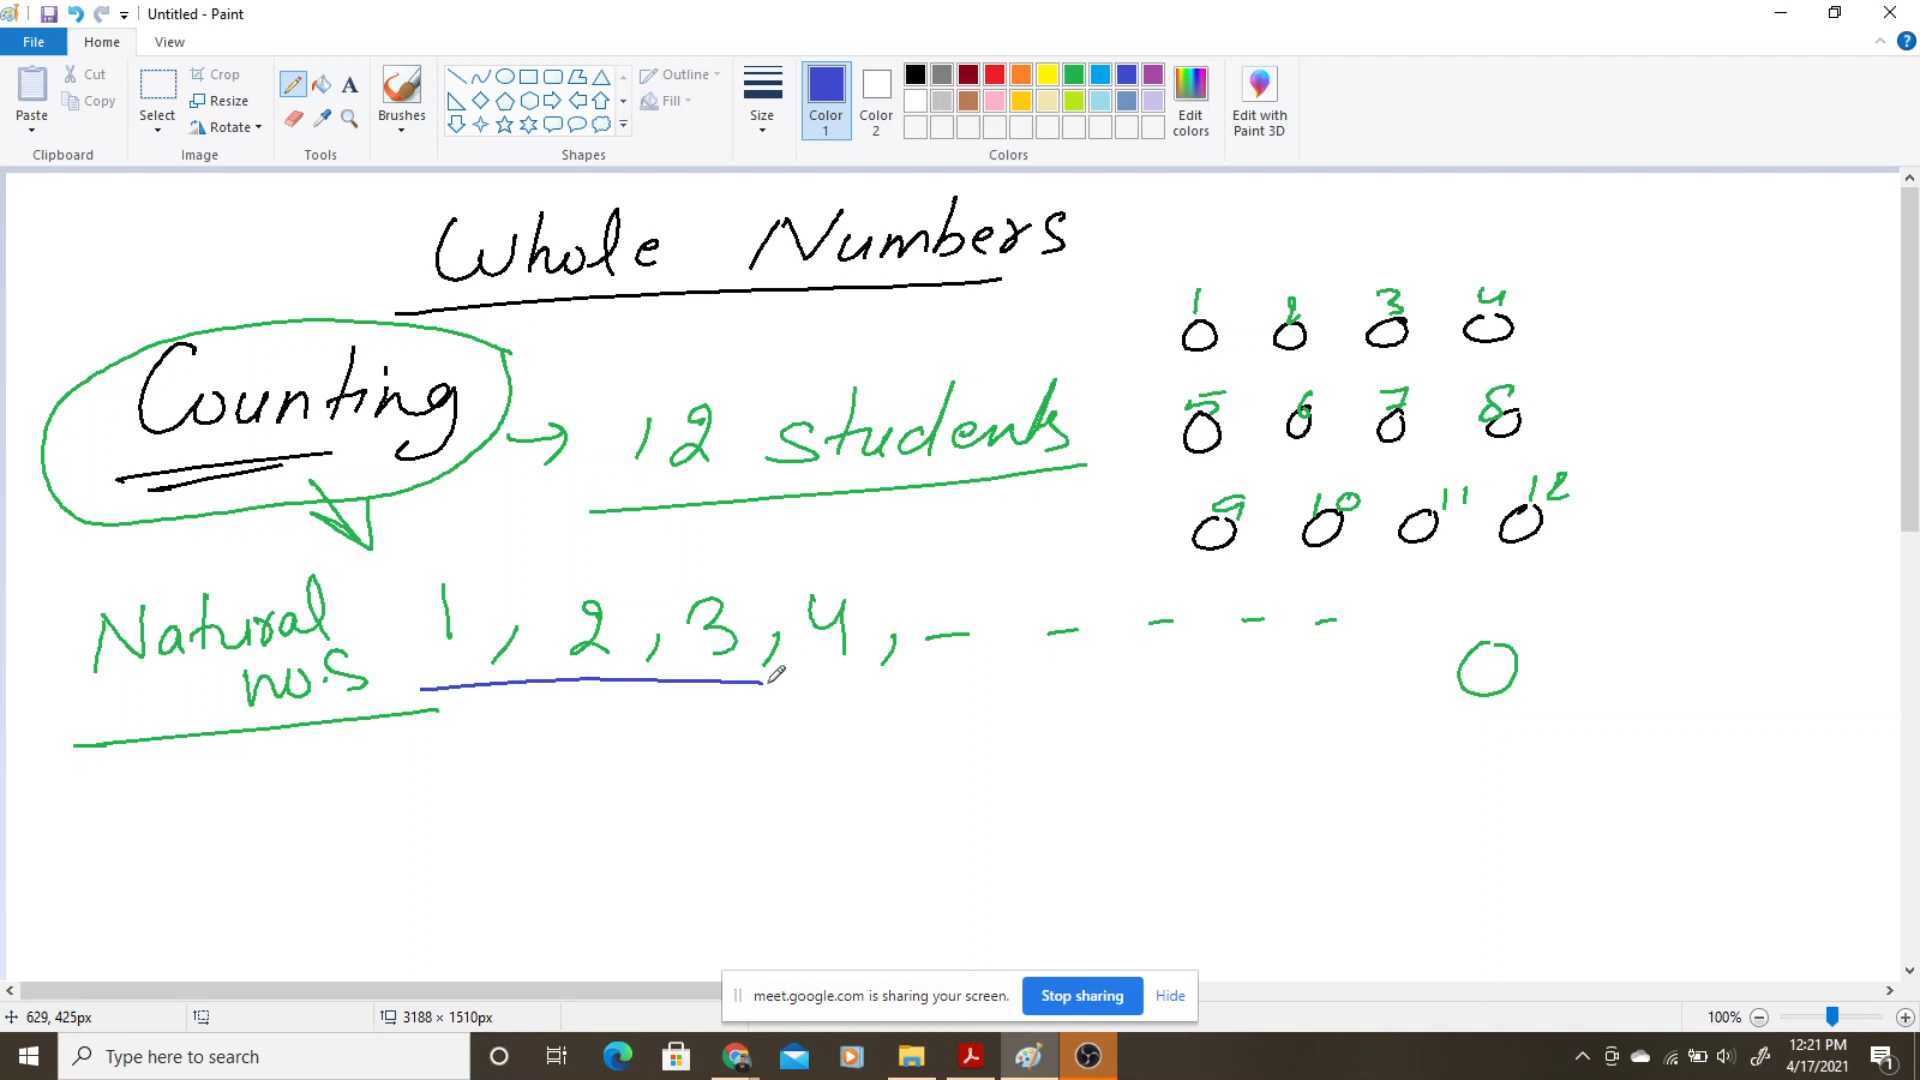 Untitled - Paint
File Home View
Cut
Copy
Paste
Clipboard
Crop
Resize
Rotate
Select
Image
Tools
Brushes
Outline
Fill
Shapes
Size
Color 1
Color 2
Edit colors
Edit with Paint 3D
Colors
Whole Numbers
1 2 3 4
Counting → 12 students
5 6 7 8
9 10 11 12
Natural no.s 1, 2, 3, 4, - - - - -
0
meet.google.com is sharing your screen. Stop sharing Hide
629, 425px 3188 × 1510px 100%
Type here to search
12:21 PM
4/17/2021
1